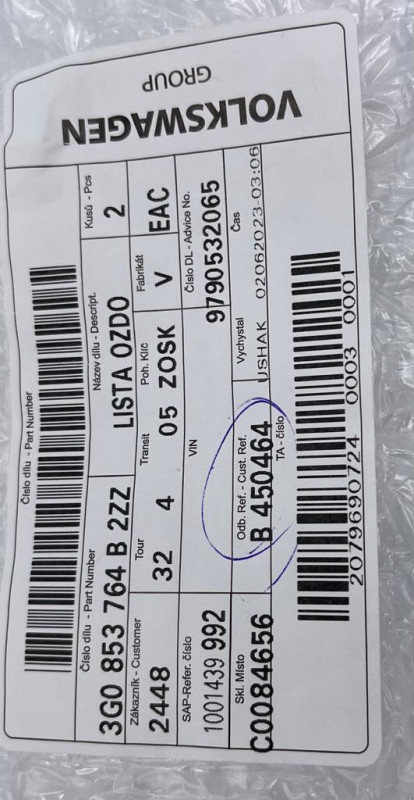 VOLKSWAGEN
GROUP
Číslo dílu - Part Number
Číslo dílu - Part Number Název dílu - Descript. Kusů - Pcs
3G0 853 764 B 2ZZ LISTA OZDO 2
Zákazník - Customer Tour Transit Poh. Klíč Fabrikát
2448 32 4 05 ZOSK V EAC
SAP-Refer. číslo VIN Číslo DL - Advice No.
1001439 992 9790532065
Skl. Místo Odb. Ref. - Cust. Ref. Vychystal Čas
C0084656 B 450464 USHAK 02062023-03:06
TA - číslo
2079690724 0003 0001